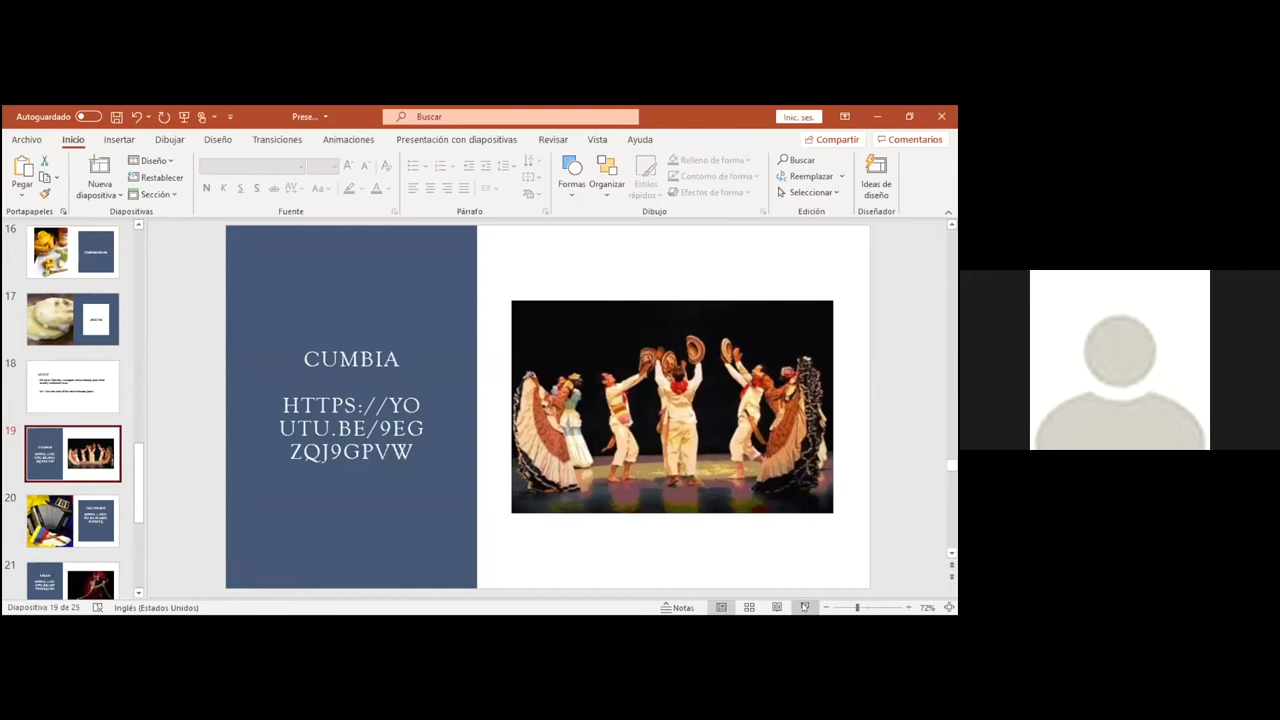 Autoguardado
Prese...
Buscar
Inic. ses.
Archivo Inicio Insertar Dibujar Diseño Transiciones Animaciones Presentación con diapositivas Revisar Vista Ayuda Compartir Comentarios
Pegar
Nueva diapositiva
Diseño
Restablecer
Sección
N K S S ab AV Aa A
Formas
Organizar
Estilos rápidos
Relleno de forma
Contorno de forma
Efectos de forma
Buscar
Reemplazar
Seleccionar
Ideas de diseño
Portapapeles Diapositivas Fuente Párrafo Dibujo Edición Diseñador
16
17
18
19
20
21
CUMBIA
HTTPS://YO
UTU.BE/9EG
ZQJ9GPVW
Diapositiva 19 de 25 Inglés (Estados Unidos) Notas 72%